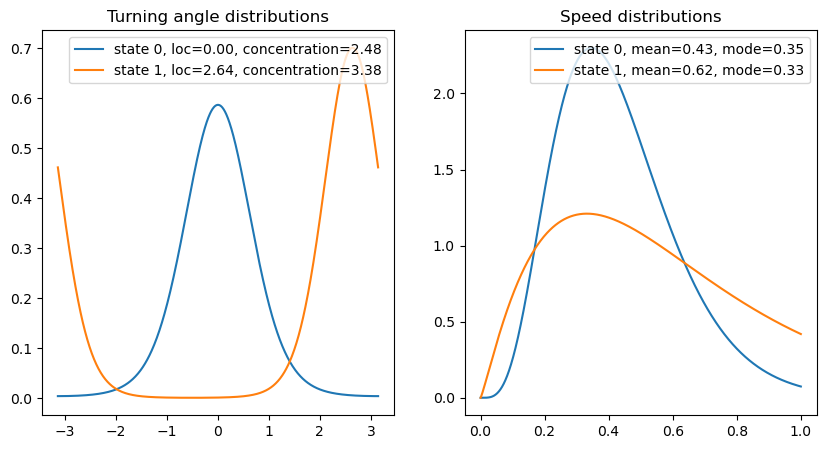 Turning angle distributions
state 0, loc=0.00, concentration=2.48
state 1, loc=2.64, concentration=3.38
0.7
0.6
0.5
0.4
0.3
0.2
0.1
0.0
−3 −2 −1 0 1 2 3
Speed distributions
state 0, mean=0.43, mode=0.35
state 1, mean=0.62, mode=0.33
2.0
1.5
1.0
0.5
0.0
0.0 0.2 0.4 0.6 0.8 1.0